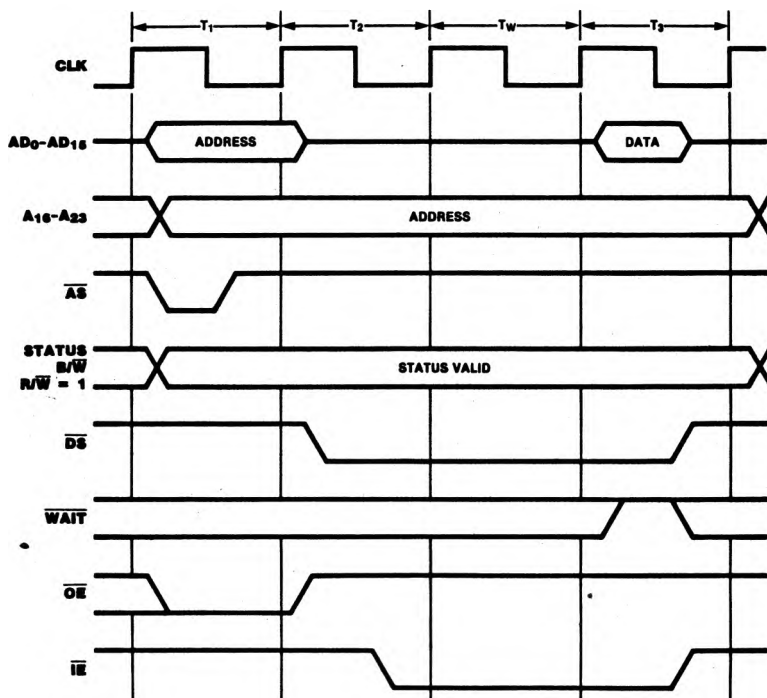 T1 T2 TW T3
CLK
AD0-AD15 ADDRESS DATA
A16-A23 ADDRESS
AS
STATUS
B/W STATUS VALID
R/W = 1
DS
WAIT
OE
IE